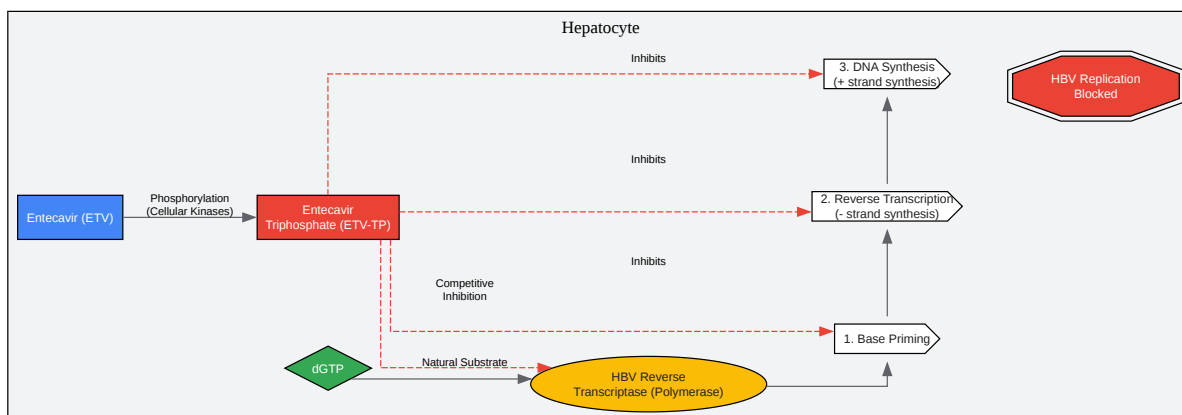 Hepatocyte
Inhibits
3. DNA Synthesis
(+ strand synthesis)
HBV Replication
Blocked
Inhibits
Phosphorylation
(Cellular Kinases)
Entecavir (ETV)
Entecavir
Triphosphate (ETV-TP)
2. Reverse Transcription
(- strand synthesis)
Inhibits
Competitive
Inhibition
1. Base Priming
Natural Substrate
dGTP
HBV Reverse
Transcriptase (Polymerase)